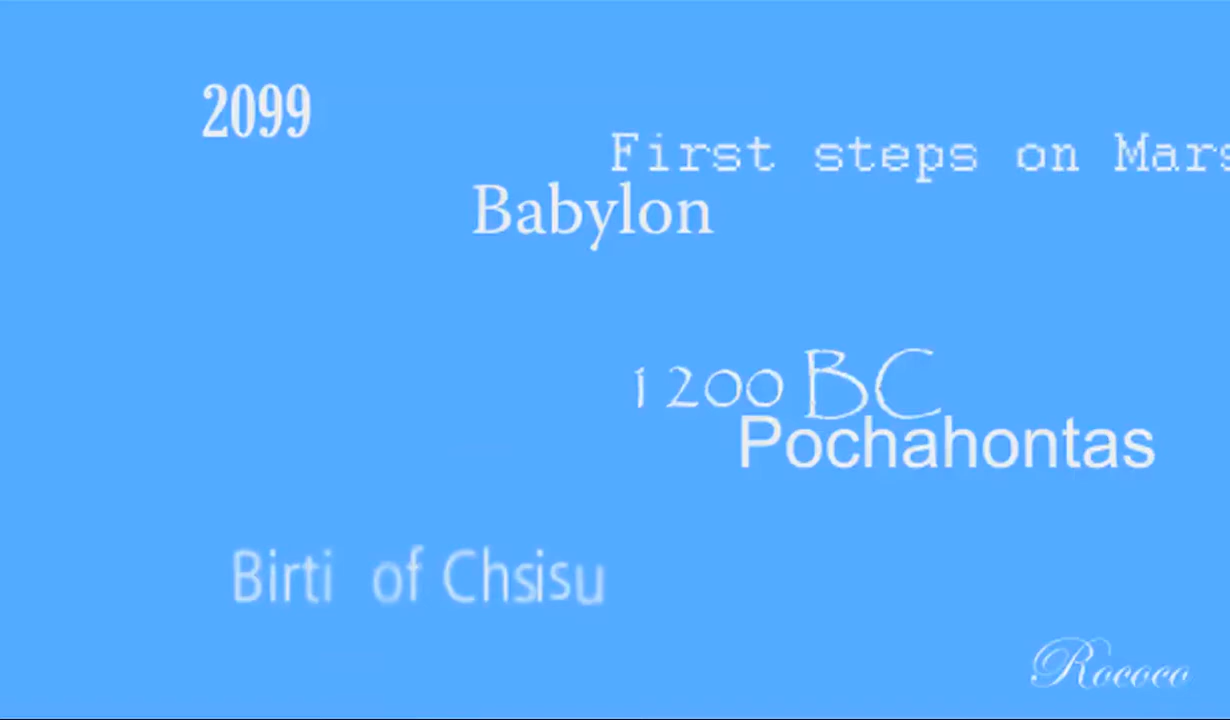 2099
First steps on Mars
Babylon
1200 BC
Pochahontas
Birti of Chsisu
Rococo